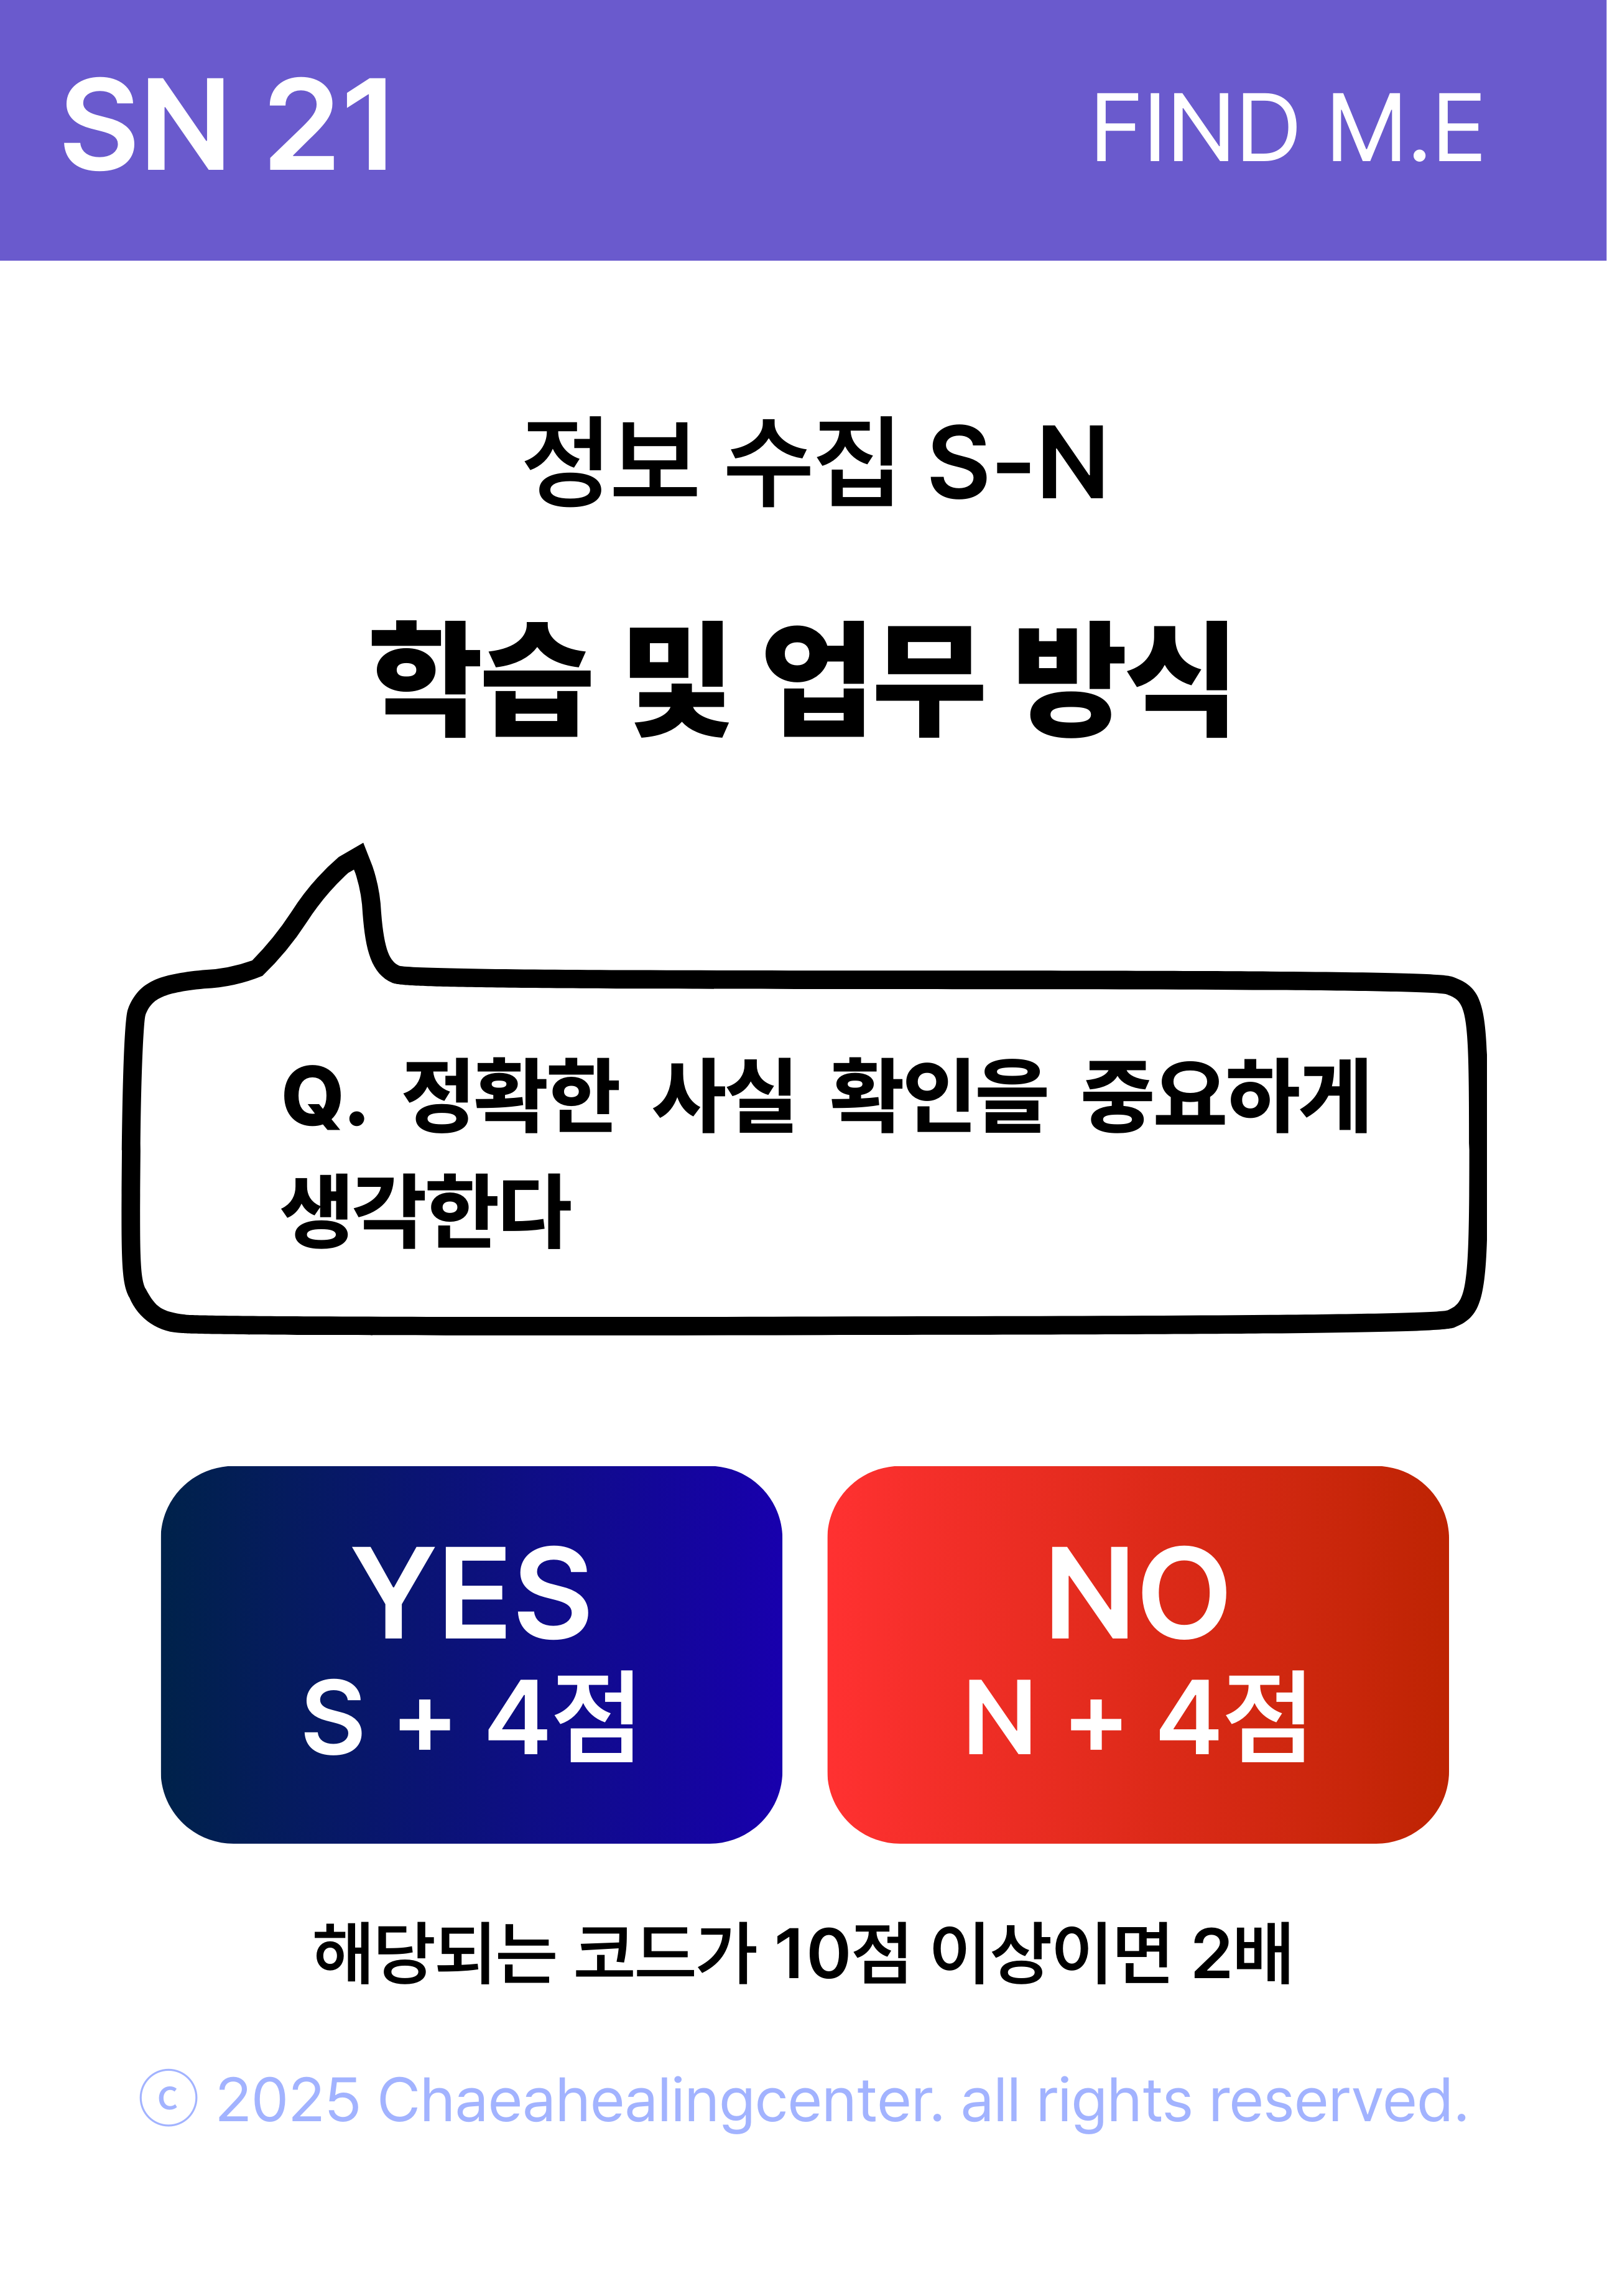 SN 21
FIND M.E
정보 수집 S-N
학습 및 업무 방식
Q. 정확한 사실 확인을 중요하게
생각한다
YES
S + 4점
NO
N + 4점
해당되는 코드가 10점 이상이면 2배
ⓒ 2025 Chaeahealingcenter. all rights reserved.